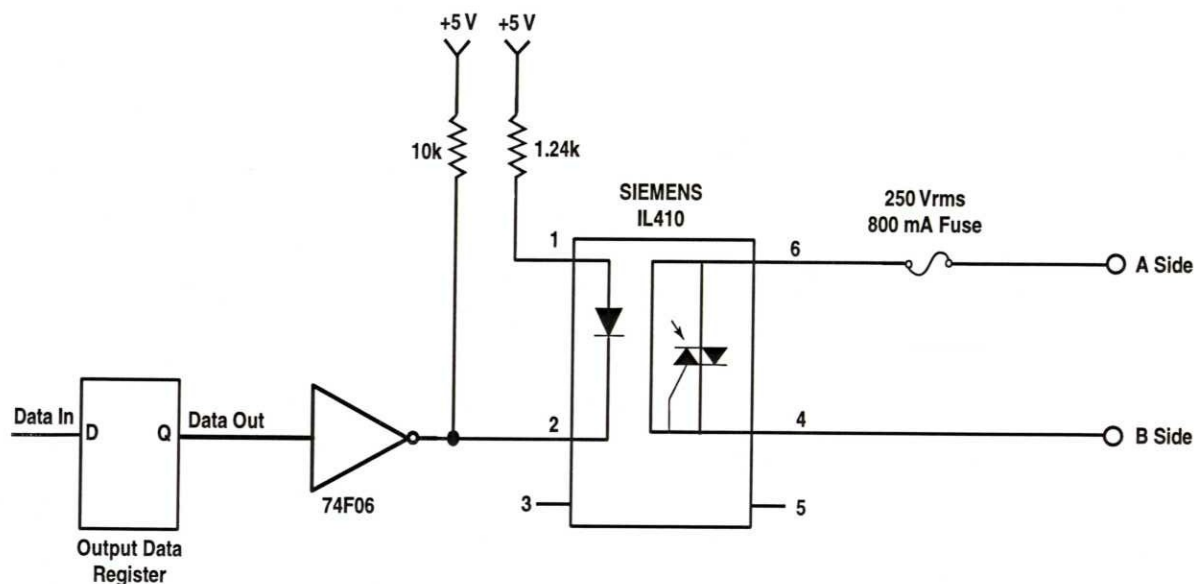 +5 V
+5 V
10k
1.24k
SIEMENS
IL410
250 Vrms
800 mA Fuse
1
6
A Side
Data In
D
Q
Data Out
2
4
B Side
74F06
3
5
Output Data
Register